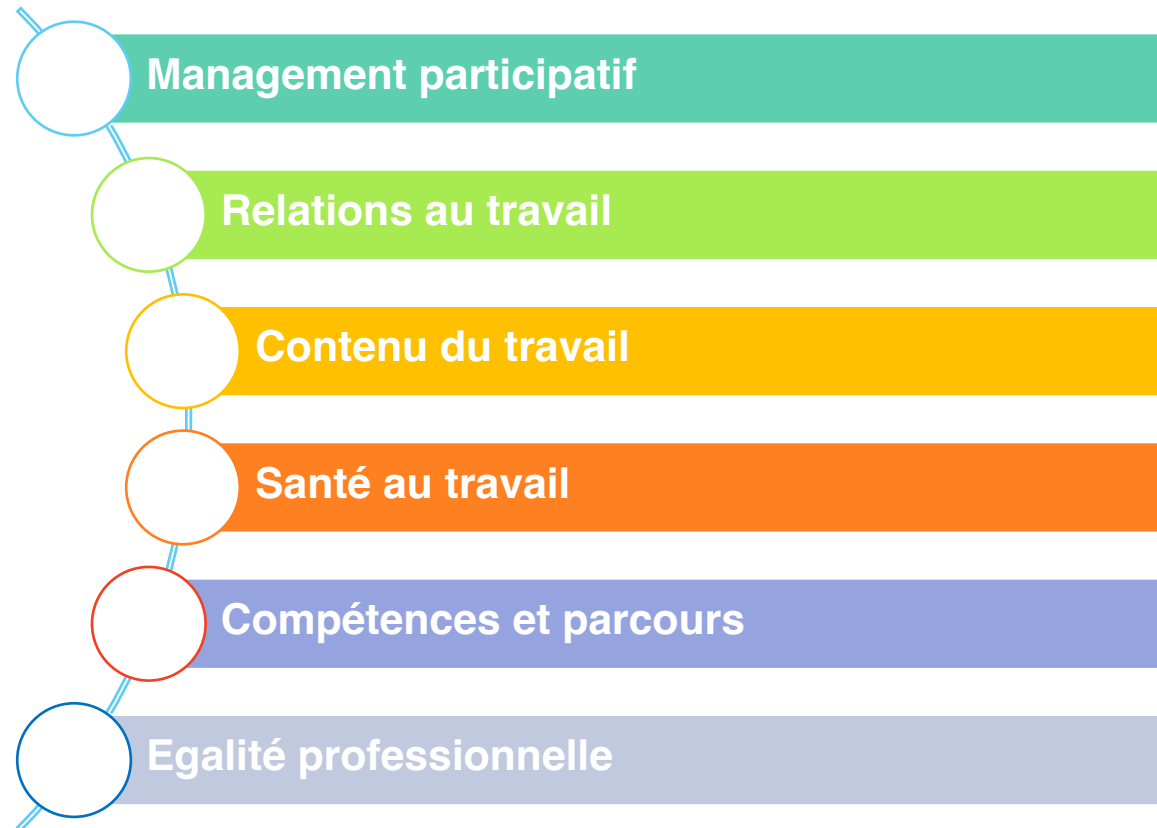 Management participatif
Relations au travail
Contenu du travail
Santé au travail
Compétences et parcours
Egalité professionnelle